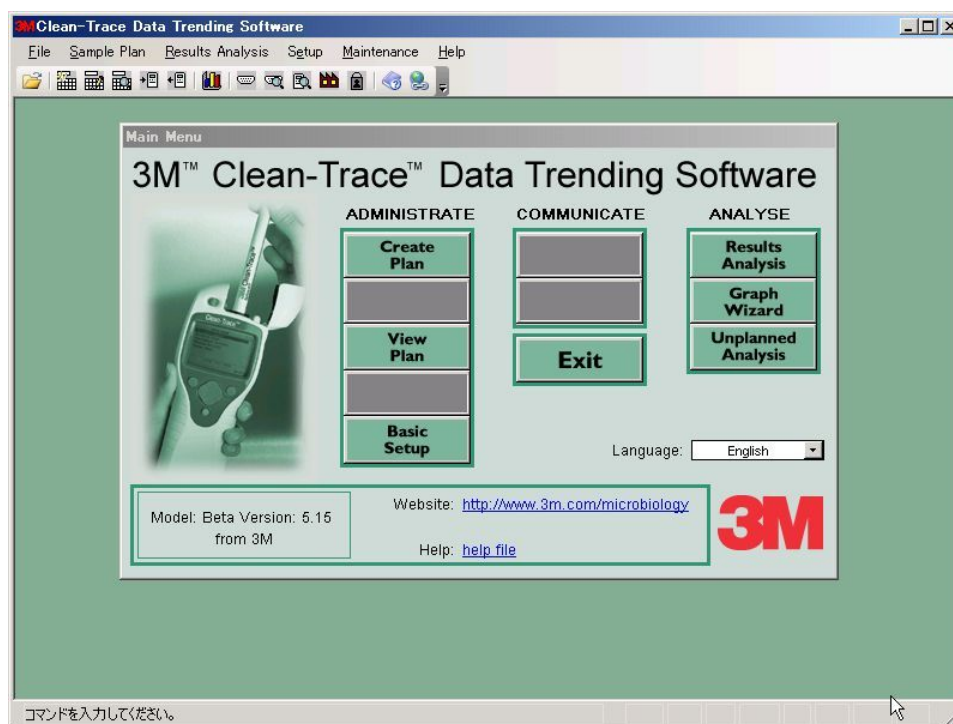 3M Clean-Trace Data Trending Software
File Sample Plan Results Analysis Setup Maintenance Help
Main Menu
3M™ Clean-Trace™ Data Trending Software
ADMINISTRATE
Create
Plan
View
Plan
Basic
Setup
COMMUNICATE
Exit
ANALYSE
Results
Analysis
Graph
Wizard
Unplanned
Analysis
Language: English
Model: Beta Version: 5.15
from 3M
Website: http://www.3m.com/microbiology
Help: help file
3M
コマンドを入力してください。